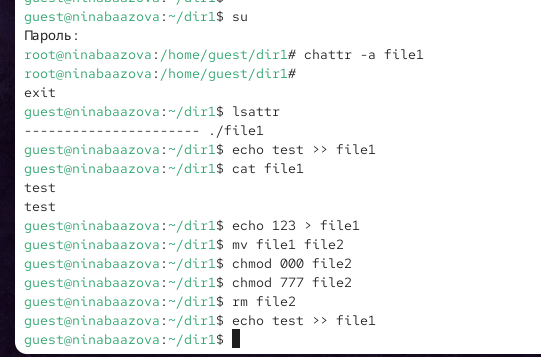 guest@ninabaazova:~/dir1$ su
Пароль:
root@ninabaazova:/home/guest/dir1# chattr -a file1
root@ninabaazova:/home/guest/dir1#
exit
guest@ninabaazova:~/dir1$ lsattr
---------------------- ./file1
guest@ninabaazova:~/dir1$ echo test >> file1
guest@ninabaazova:~/dir1$ cat file1
test
test
guest@ninabaazova:~/dir1$ echo 123 > file1
guest@ninabaazova:~/dir1$ mv file1 file2
guest@ninabaazova:~/dir1$ chmod 000 file2
guest@ninabaazova:~/dir1$ chmod 777 file2
guest@ninabaazova:~/dir1$ rm file2
guest@ninabaazova:~/dir1$ echo test >> file1
guest@ninabaazova:~/dir1$